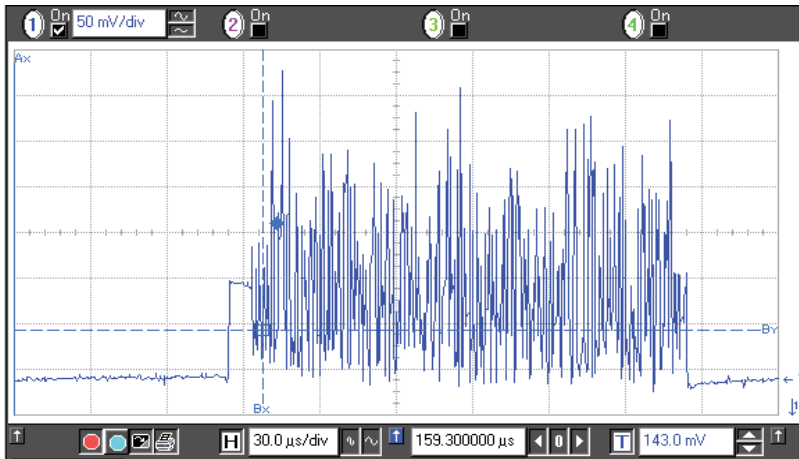 1 On 50 mV/div 2 On 3 On 4 On
Ax
By
Bx
H 30.0 µs/div 159.300000 µs 0 T 143.0 mV